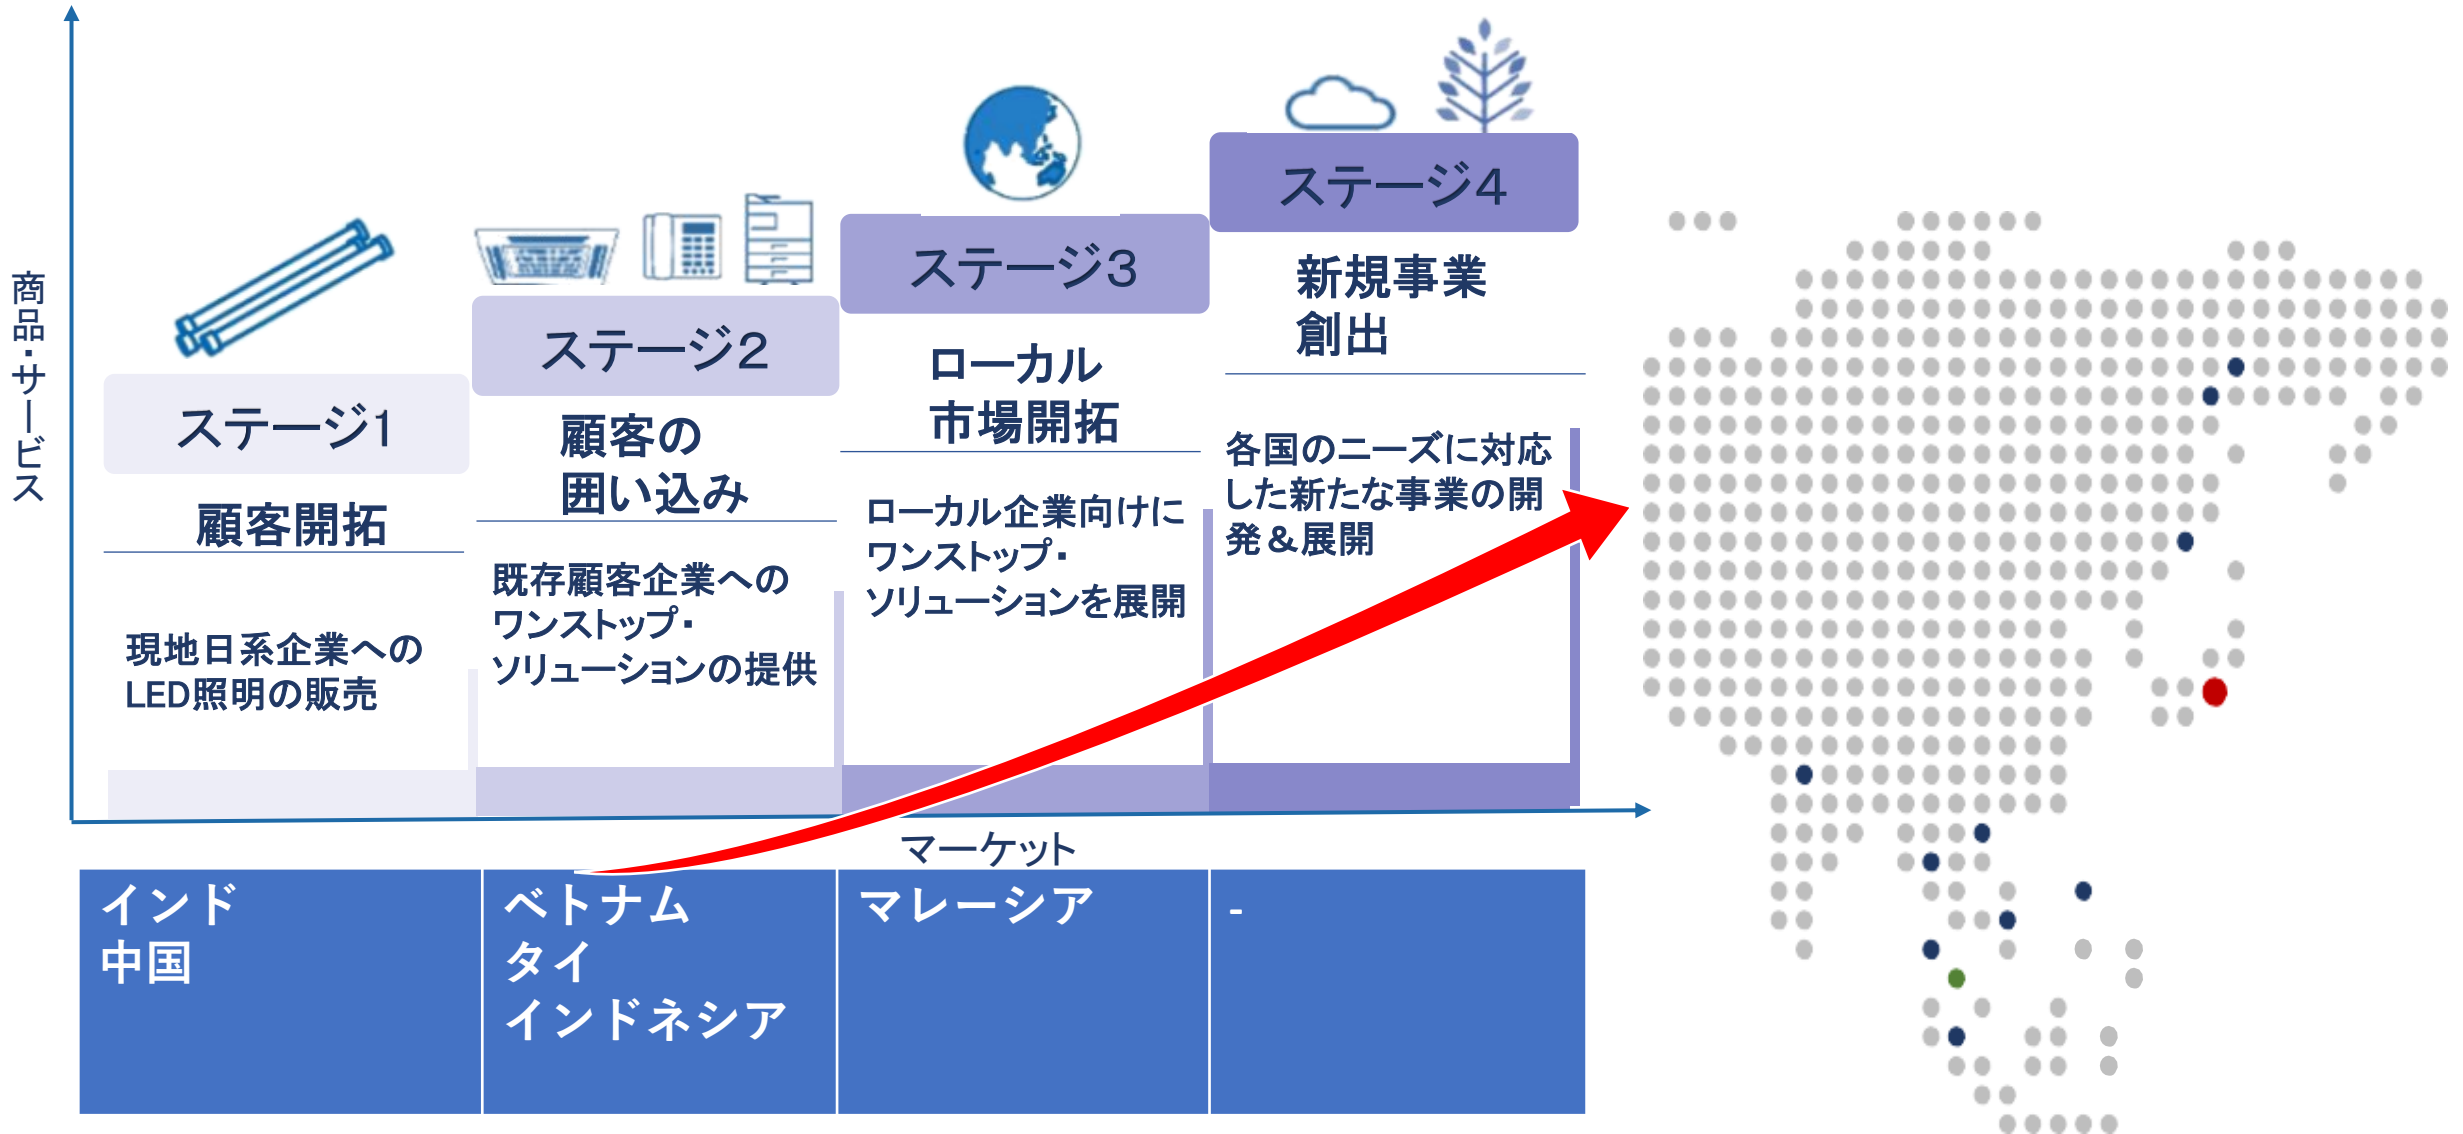 商品・サービス
ステージ1
顧客開拓
現地日系企業への
LED照明の販売
ステージ2
顧客の
囲い込み
既存顧客企業への
ワンストップ・
ソリューションの提供
ステージ3
ローカル
市場開拓
ローカル企業向けに
ワンストップ・
ソリューションを展開
ステージ4
新規事業
創出
各国のニーズに対応
した新たな事業の開
発＆展開
マーケット
インド
中国
ベトナム
タイ
インドネシア
マレーシア
-